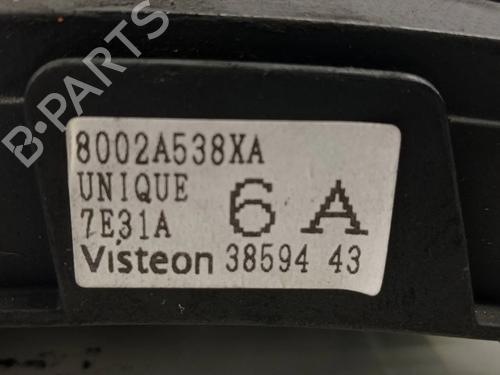 8002A538XA
UNIQUE
7E31A
6 A
Visteon 38594 43
B-PARTS